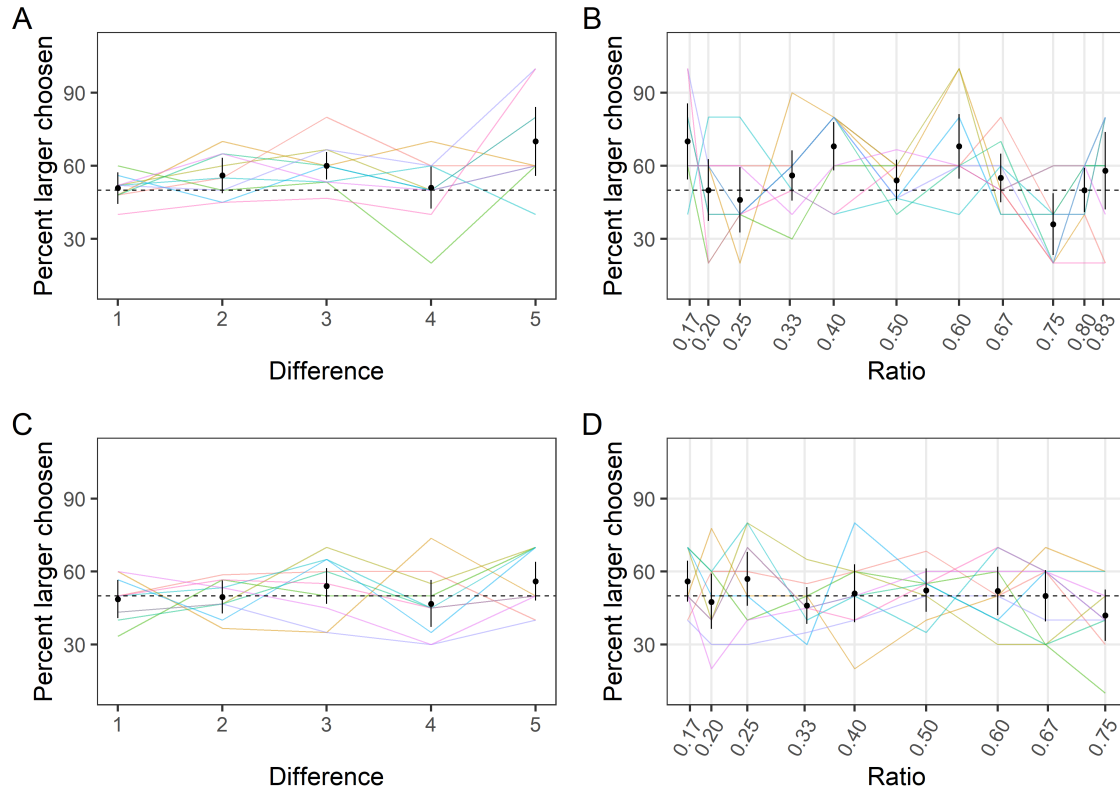 A
Percent larger choosen
90
60
30
1 2 3 4 5
Difference
B
Percent larger choosen
90
60
30
0.17 0.20 0.25 0.33 0.40 0.50 0.60 0.67 0.75 0.80 0.83
Ratio
C
Percent larger choosen
90
60
30
1 2 3 4 5
Difference
D
Percent larger choosen
90
60
30
0.17 0.20 0.25 0.33 0.40 0.50 0.60 0.67 0.75
Ratio